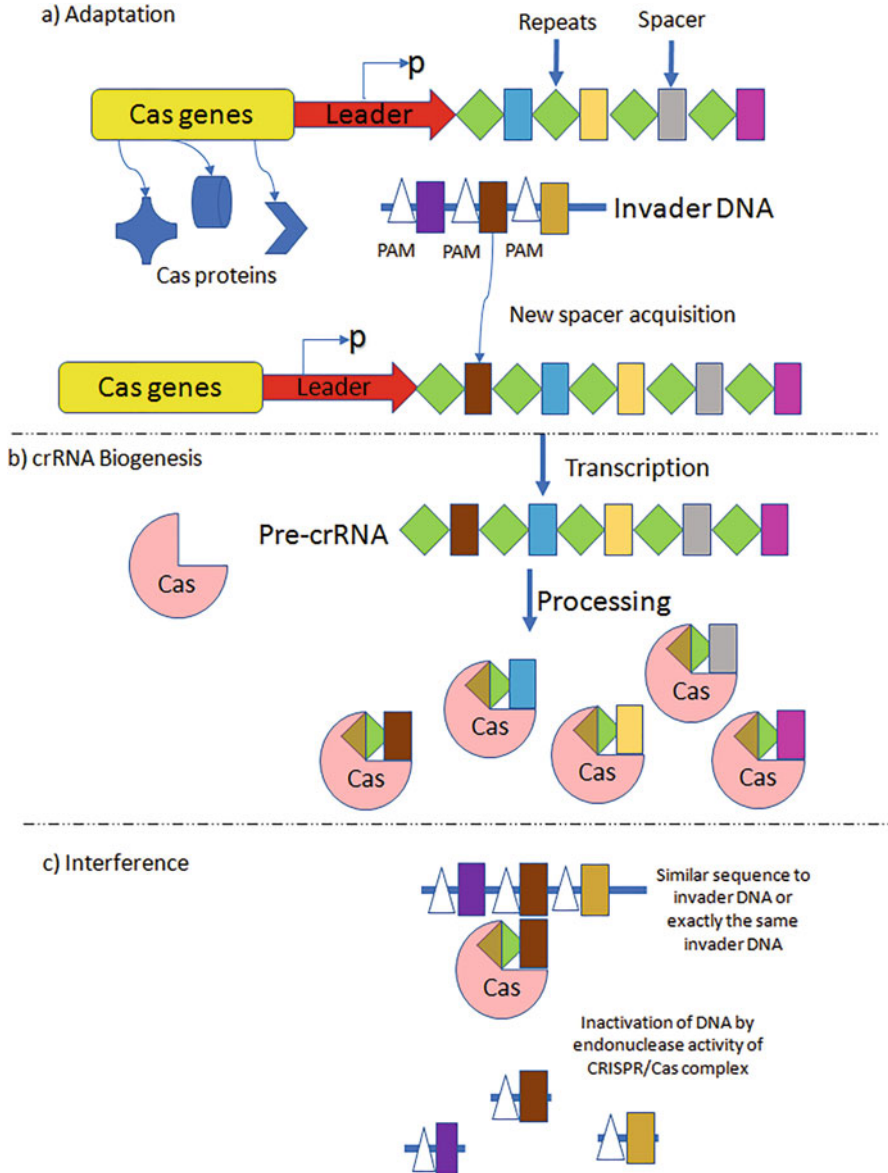 a) Adaptation
Repeats
Spacer
p
Cas genes
Leader
Invader DNA
PAM
PAM
PAM
Cas proteins
New spacer acquisition
p
Cas genes
Leader
b) crRNA Biogenesis
Transcription
Pre-crRNA
Cas
Processing
Cas
Cas
Cas
Cas
Cas
c) Interference
Similar sequence to
invader DNA or
exactly the same
invader DNA
Cas
Inactivation of DNA by
endonuclease activity of
CRISPR/Cas complex